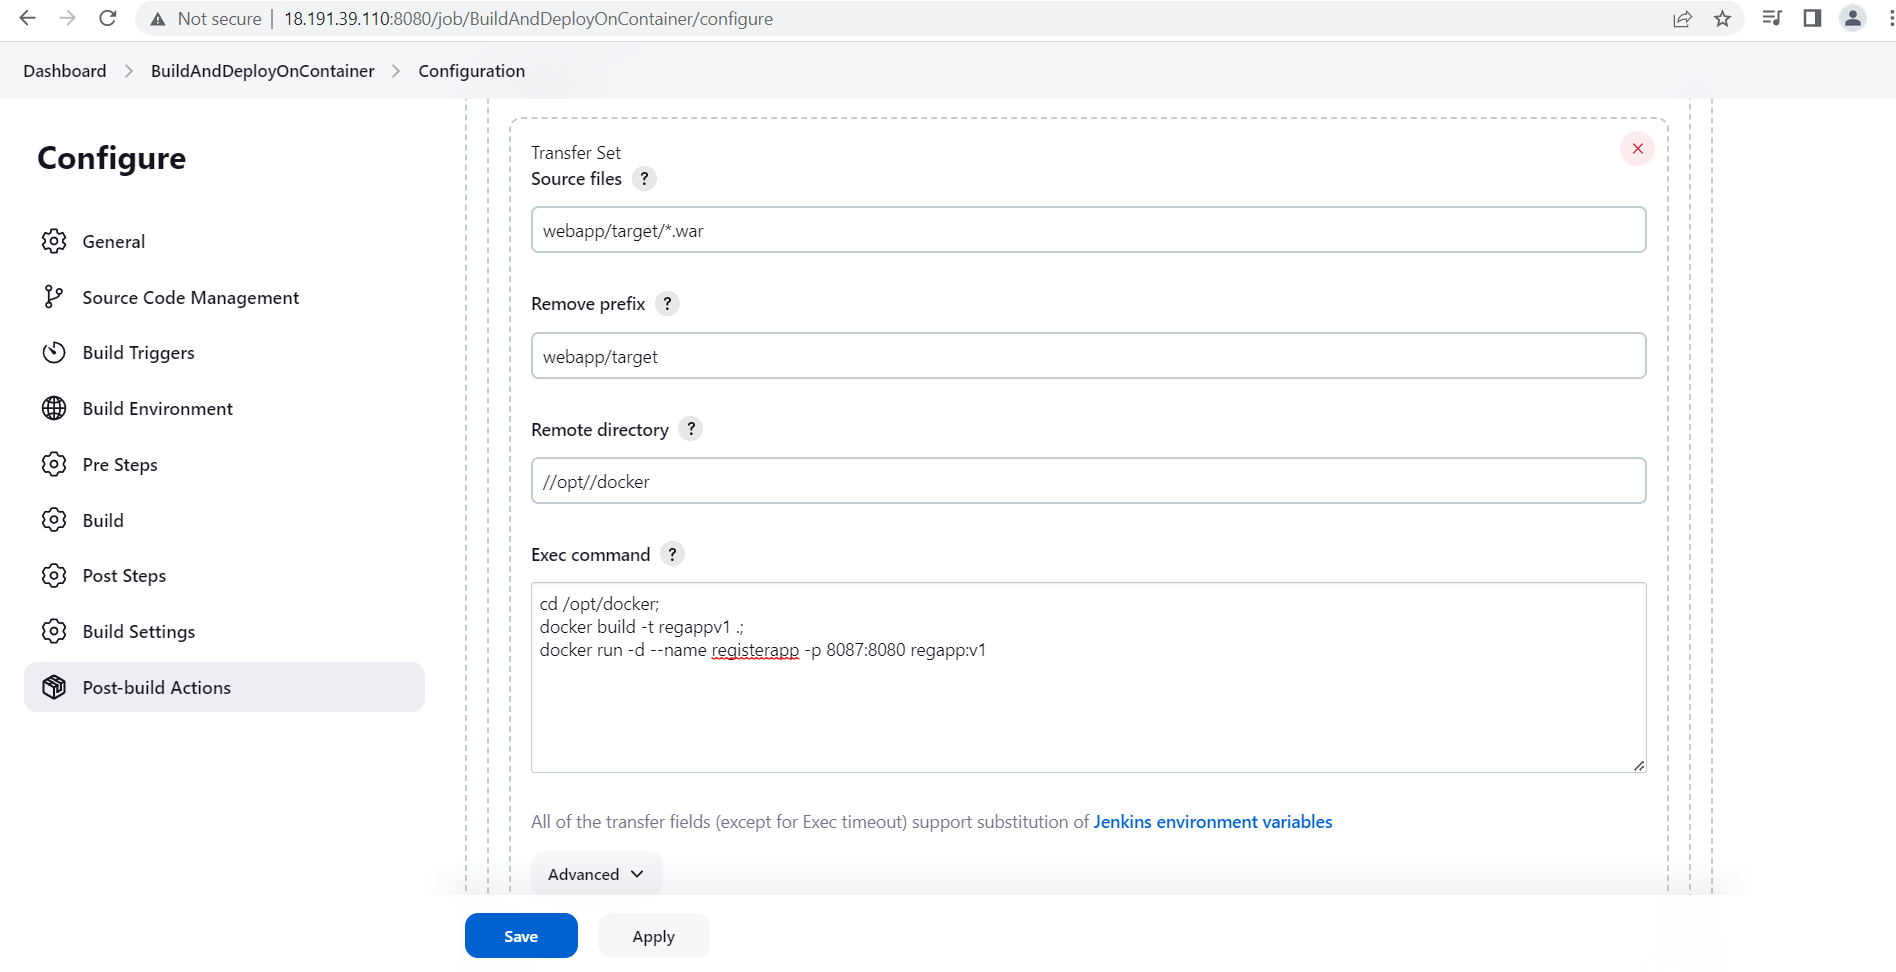 Not secure
18.191.39.110:8080/job/BuildAndDeployOnContainer/configure
Dashboard
BuildAndDeployOnContainer
Configuration
Configure
General
Source Code Management
Build Triggers
Build Environment
Pre Steps
Build
Post Steps
Build Settings
Post-build Actions
Transfer Set
Source files ?
webapp/target/*.war
Remove prefix ?
webapp/target
Remote directory ?
//opt//docker
Exec command ?
cd /opt/docker;
docker build -t regappv1 .;
docker run -d --name registerapp -p 8087:8080 regapp:v1
All of the transfer fields (except for Exec timeout) support substitution of Jenkins environment variables
Advanced
Save
Apply